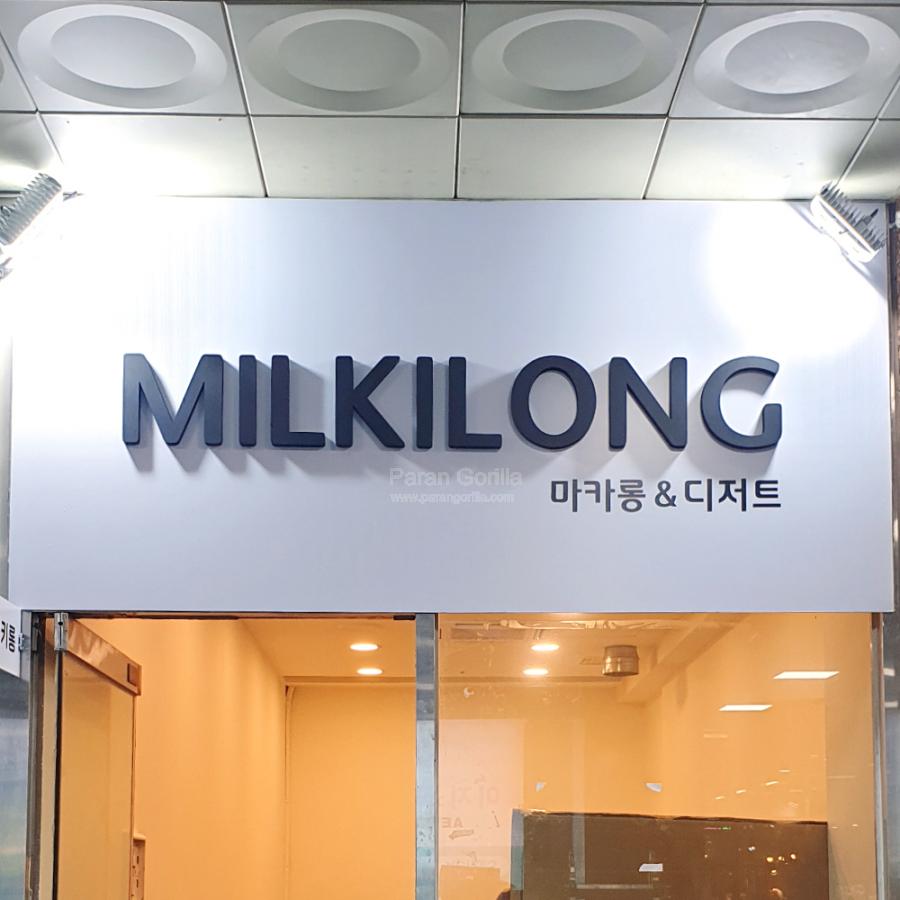 MILKILONG
Paran Gorilla
www.parangorilla.com
마카롱 & 디저트